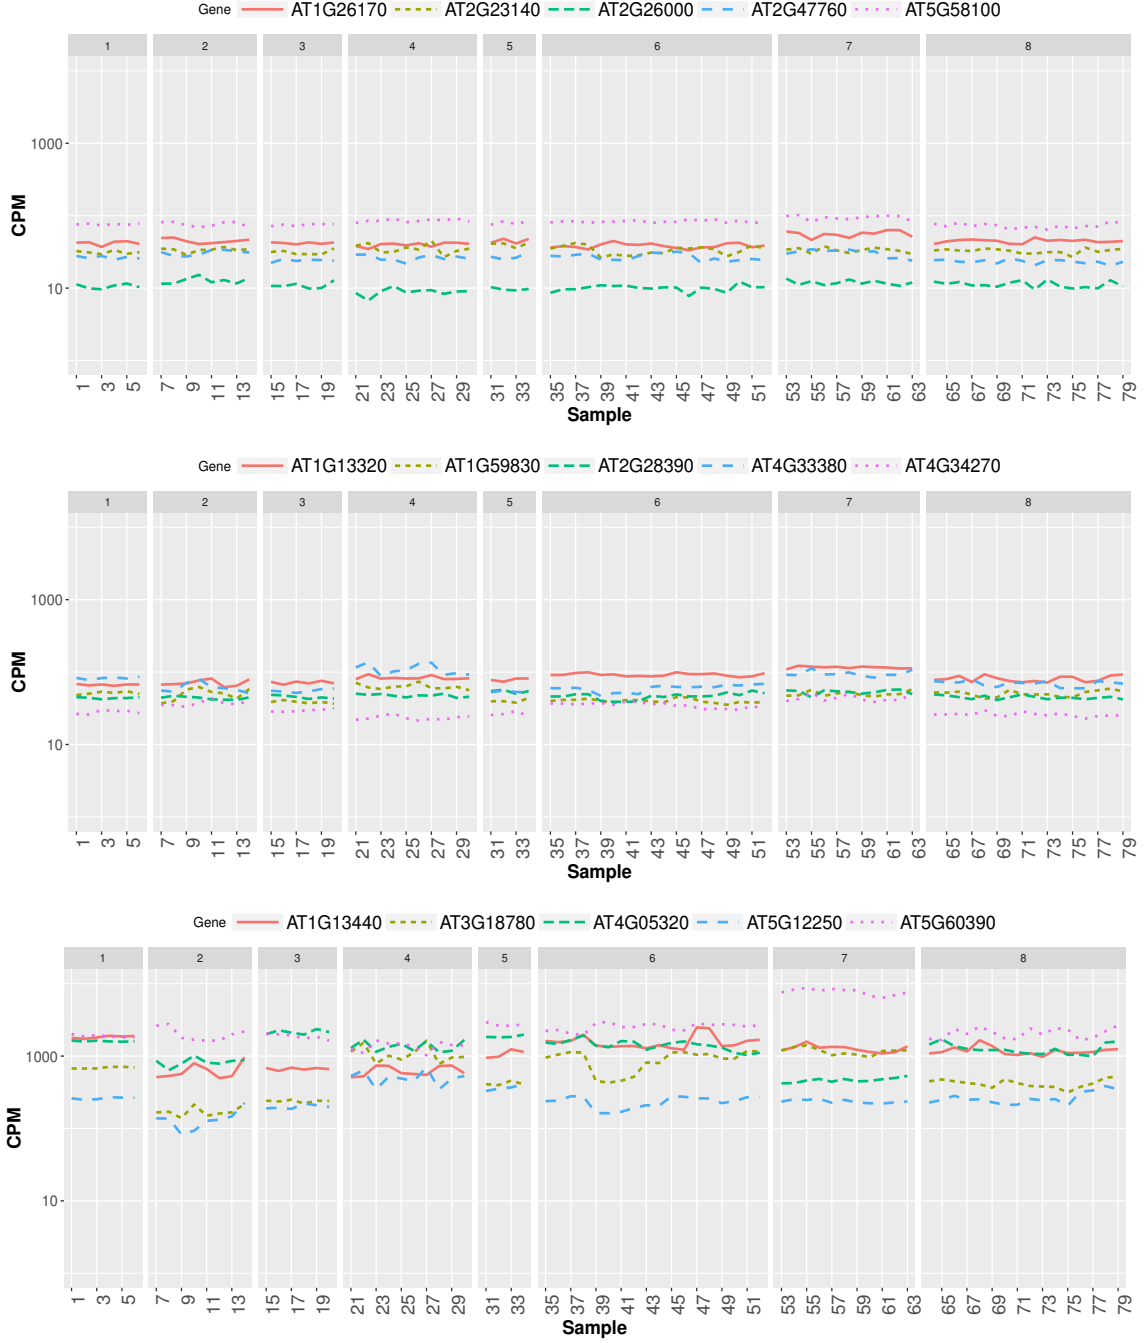 Gene AT1G26170 AT2G23140 AT2G26000 AT2G47760 AT5G58100
1 2 3 4 5 6 7 8
1000
10
CPM
1 3 5 7 9 11 13 15 17 19 21 23 25 27 29 31 33 35 37 39 41 43 45 47 49 51 53 55 57 59 61 63 65 67 69 71 73 75 77 79
Sample
Gene AT1G13320 AT1G59830 AT2G28390 AT4G33380 AT4G34270
1 2 3 4 5 6 7 8
1000
10
CPM
1 3 5 7 9 11 13 15 17 19 21 23 25 27 29 31 33 35 37 39 41 43 45 47 49 51 53 55 57 59 61 63 65 67 69 71 73 75 77 79
Sample
Gene AT1G13440 AT3G18780 AT4G05320 AT5G12250 AT5G60390
1 2 3 4 5 6 7 8
1000
10
CPM
1 3 5 7 9 11 13 15 17 19 21 23 25 27 29 31 33 35 37 39 41 43 45 47 49 51 53 55 57 59 61 63 65 67 69 71 73 75 77 79
Sample